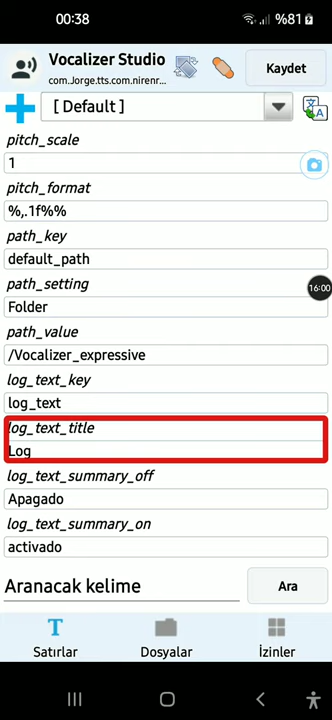 00:38
%81
Vocalizer Studio
com.Jorge.tts.com.nirenr...
Kaydet
[ Default ]
pitch_scale
1
pitch_format
%,.1f%%
path_key
default_path
path_setting
16:00
Folder
path_value
/Vocalizer_expressive
log_text_key
log_text
log_text_title
Log
log_text_summary_off
Apagado
log_text_summary_on
activado
Aranacak kelime
Ara
T
Satırlar
Dosyalar
İzinler